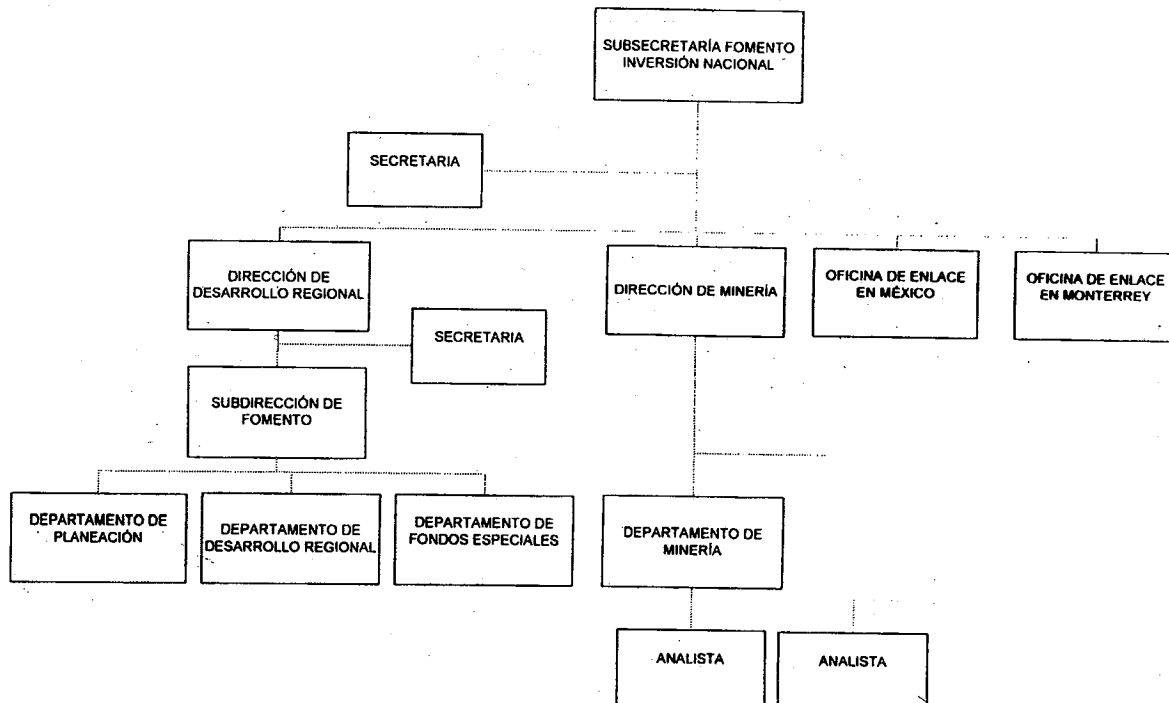 SUBSECRETARÍA FOMENTO
INVERSIÓN NACIONAL
SECRETARIA
DIRECCIÓN DE
DESARROLLO REGIONAL
DIRECCIÓN DE MINERÍA
OFICINA DE ENLACE
EN MÉXICO
OFICINA DE ENLACE
EN MONTERREY
SECRETARIA
SUBDIRECCIÓN DE
FOMENTO
DEPARTAMENTO DE
PLANEACIÓN
DEPARTAMENTO DE
DESARROLLO REGIONAL
DEPARTAMENTO DE
FONDOS ESPECIALES
DEPARTAMENTO DE
MINERÍA
ANALISTA
ANALISTA